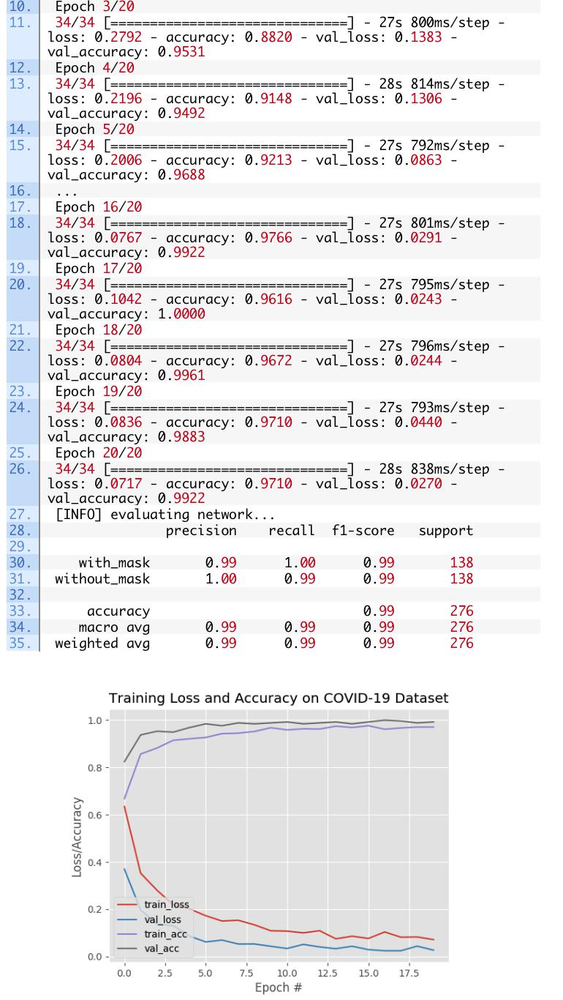 10. Epoch 3/20
11. 34/34 [==============================] - 27s 800ms/step -
loss: 0.2792 - accuracy: 0.8820 - val_loss: 0.1383 -
val_accuracy: 0.9531
12. Epoch 4/20
13. 34/34 [==============================] - 28s 814ms/step -
loss: 0.2196 - accuracy: 0.9148 - val_loss: 0.1306 -
val_accuracy: 0.9492
14. Epoch 5/20
15. 34/34 [==============================] - 27s 792ms/step -
loss: 0.2006 - accuracy: 0.9213 - val_loss: 0.0863 -
val_accuracy: 0.9688
16. ...
17. Epoch 16/20
18. 34/34 [==============================] - 27s 801ms/step -
loss: 0.0767 - accuracy: 0.9766 - val_loss: 0.0291 -
val_accuracy: 0.9922
19. Epoch 17/20
20. 34/34 [==============================] - 27s 795ms/step -
loss: 0.1042 - accuracy: 0.9616 - val_loss: 0.0243 -
val_accuracy: 1.0000
21. Epoch 18/20
22. 34/34 [==============================] - 27s 796ms/step -
loss: 0.0804 - accuracy: 0.9672 - val_loss: 0.0244 -
val_accuracy: 0.9961
23. Epoch 19/20
24. 34/34 [==============================] - 27s 793ms/step -
loss: 0.0836 - accuracy: 0.9710 - val_loss: 0.0440 -
val_accuracy: 0.9883
25. Epoch 20/20
26. 34/34 [==============================] - 28s 838ms/step -
loss: 0.0717 - accuracy: 0.9710 - val_loss: 0.0270 -
val_accuracy: 0.9922
27. [INFO] evaluating network...
28. precision recall f1-score support
29.
30. with_mask 0.99 1.00 0.99 138
31. without_mask 1.00 0.99 0.99 138
32.
33. accuracy 0.99 276
34. macro avg 0.99 0.99 0.99 276
35. weighted avg 0.99 0.99 0.99 276
Training Loss and Accuracy on COVID-19 Dataset
1.0
0.8
0.6
0.4
0.2
0.0
Loss/Accuracy
train_loss
val_loss
train_acc
val_acc
0.0 2.5 5.0 7.5 10.0 12.5 15.0 17.5
Epoch #